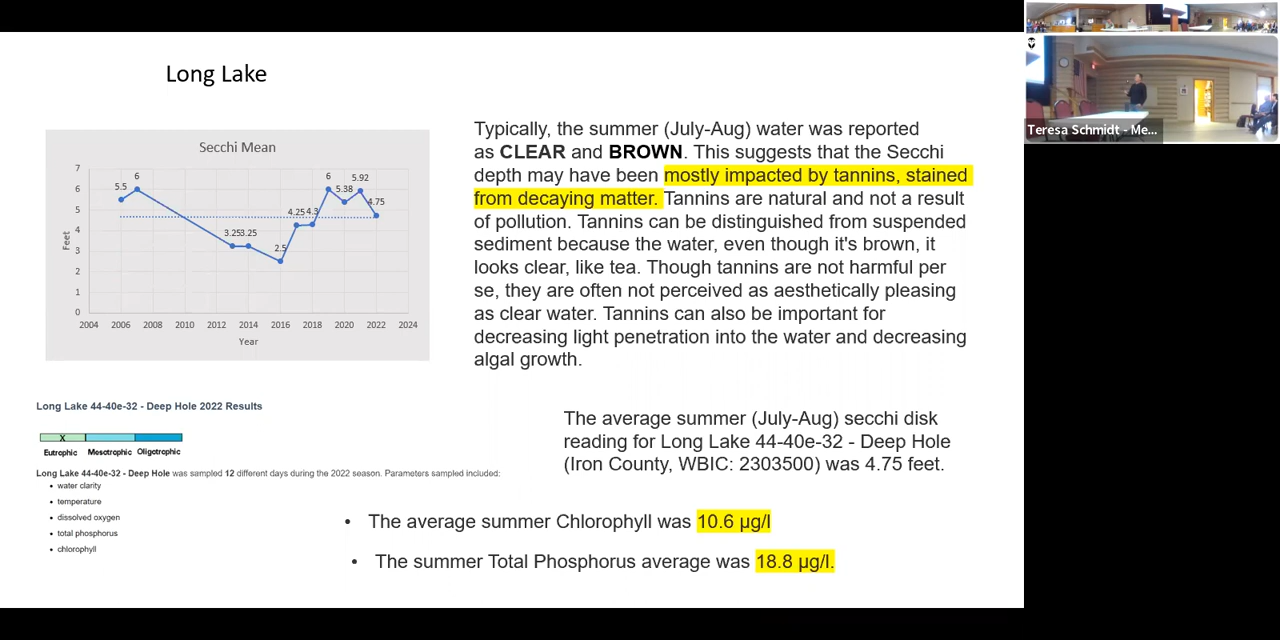 Long Lake
Secchi Mean
7
6
5
4
3
2
1
0
Feet
5.5
6
3.25
3.25
2.5
4.25
4.3
6
5.38
5.92
4.75
2004 2006 2008 2010 2012 2014 2016 2018 2020 2022 2024
Year
Typically, the summer (July-Aug) water was reported
as CLEAR and BROWN. This suggests that the Secchi
depth may have been mostly impacted by tannins, stained
from decaying matter. Tannins are natural and not a result
of pollution. Tannins can be distinguished from suspended
sediment because the water, even though it's brown, it
looks clear, like tea. Though tannins are not harmful per
se, they are often not perceived as aesthetically pleasing
as clear water. Tannins can also be important for
decreasing light penetration into the water and decreasing
algal growth.
Long Lake 44-40e-32 - Deep Hole 2022 Results
X
Eutrophic Mesotrophic Oligotrophic
Long Lake 44-40e-32 - Deep Hole was sampled 12 different days during the 2022 season. Parameters sampled included:
• water clarity
• temperature
• dissolved oxygen
• total phosphorus
• chlorophyll
The average summer (July-Aug) secchi disk
reading for Long Lake 44-40e-32 - Deep Hole
(Iron County, WBIC: 2303500) was 4.75 feet.
• The average summer Chlorophyll was 10.6 µg/l
• The summer Total Phosphorus average was 18.8 µg/l.
Teresa Schmidt - Me...